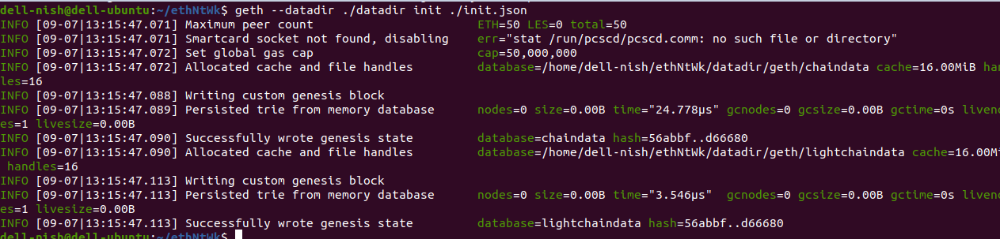 dell-nish@dell-ubuntu:~/ethNtWk$ geth --datadir ./datadir init ./init.json
INFO [09-07|13:15:47.071] Maximum peer count                       ETH=50 LES=0 total=50
INFO [09-07|13:15:47.071] Smartcard socket not found, disabling    err="stat /run/pcscd/pcscd.comm: no such file or directory"
INFO [09-07|13:15:47.072] Set global gas cap                       cap=50,000,000
INFO [09-07|13:15:47.072] Allocated cache and file handles         database=/home/dell-nish/ethNtWk/datadir/geth/chaindata cache=16.00MiB han
les=16
INFO [09-07|13:15:47.088] Writing custom genesis block
INFO [09-07|13:15:47.089] Persisted trie from memory database      nodes=0 size=0.00B time="24.778µs" gcnodes=0 gcsize=0.00B gctime=0s liveno
es=1 livesize=0.00B
INFO [09-07|13:15:47.090] Successfully wrote genesis state         database=chaindata hash=56abbf..d66680
INFO [09-07|13:15:47.090] Allocated cache and file handles         database=/home/dell-nish/ethNtWk/datadir/geth/lightchaindata cache=16.00Mi
 handles=16
INFO [09-07|13:15:47.113] Writing custom genesis block
INFO [09-07|13:15:47.113] Persisted trie from memory database      nodes=0 size=0.00B time="3.546µs"  gcnodes=0 gcsize=0.00B gctime=0s liveno
es=1 livesize=0.00B
INFO [09-07|13:15:47.113] Successfully wrote genesis state         database=lightchaindata hash=56abbf..d66680
dell-nish@dell-ubuntu:~/ethNtWk$